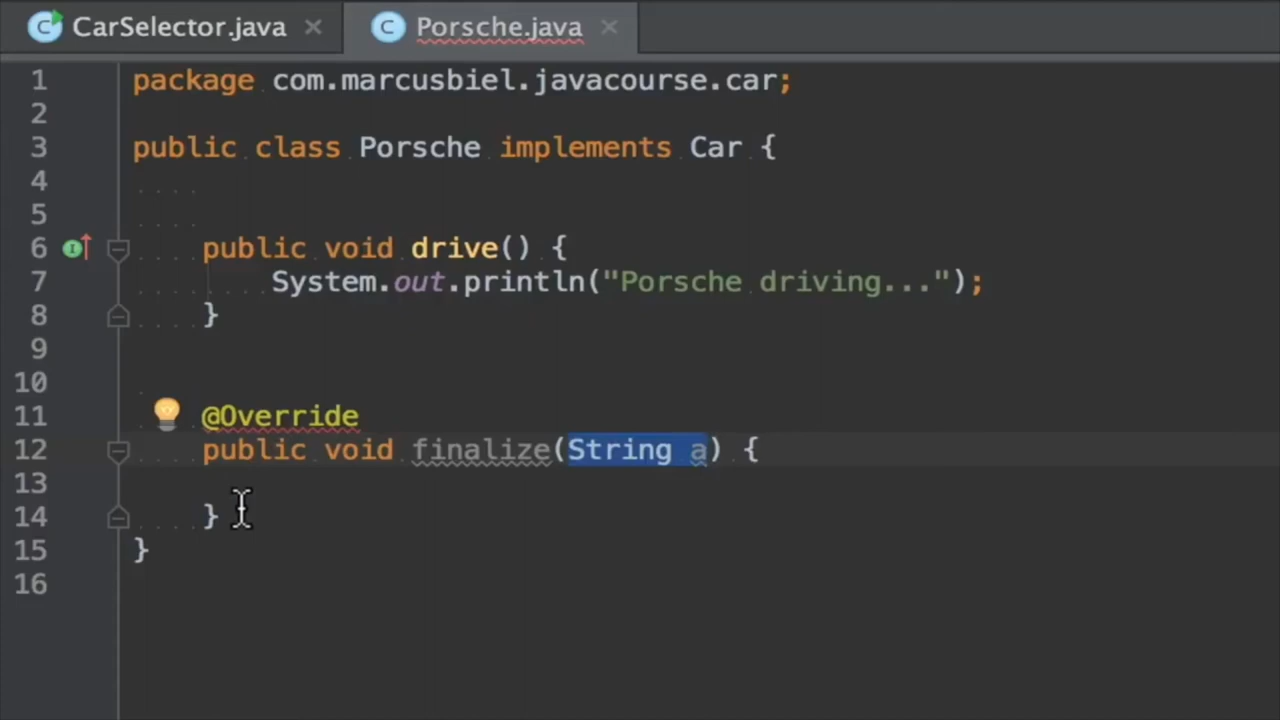 CarSelector.java Porsche.java
1 package com.marcusbiel.javacourse.car;
2
3 public class Porsche implements Car {
4
5
6 public void drive() {
7 System.out.println("Porsche driving...");
8 }
9
10
11 @Override
12 public void finalize(String a) {
13
14 }
15 }
16